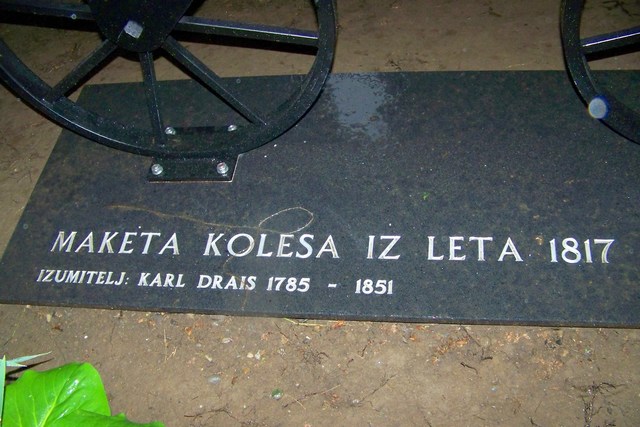 MAKETA KOLESA IZ LETA 1817
IZUMITELJ: KARL DRAIS 1785 - 1851